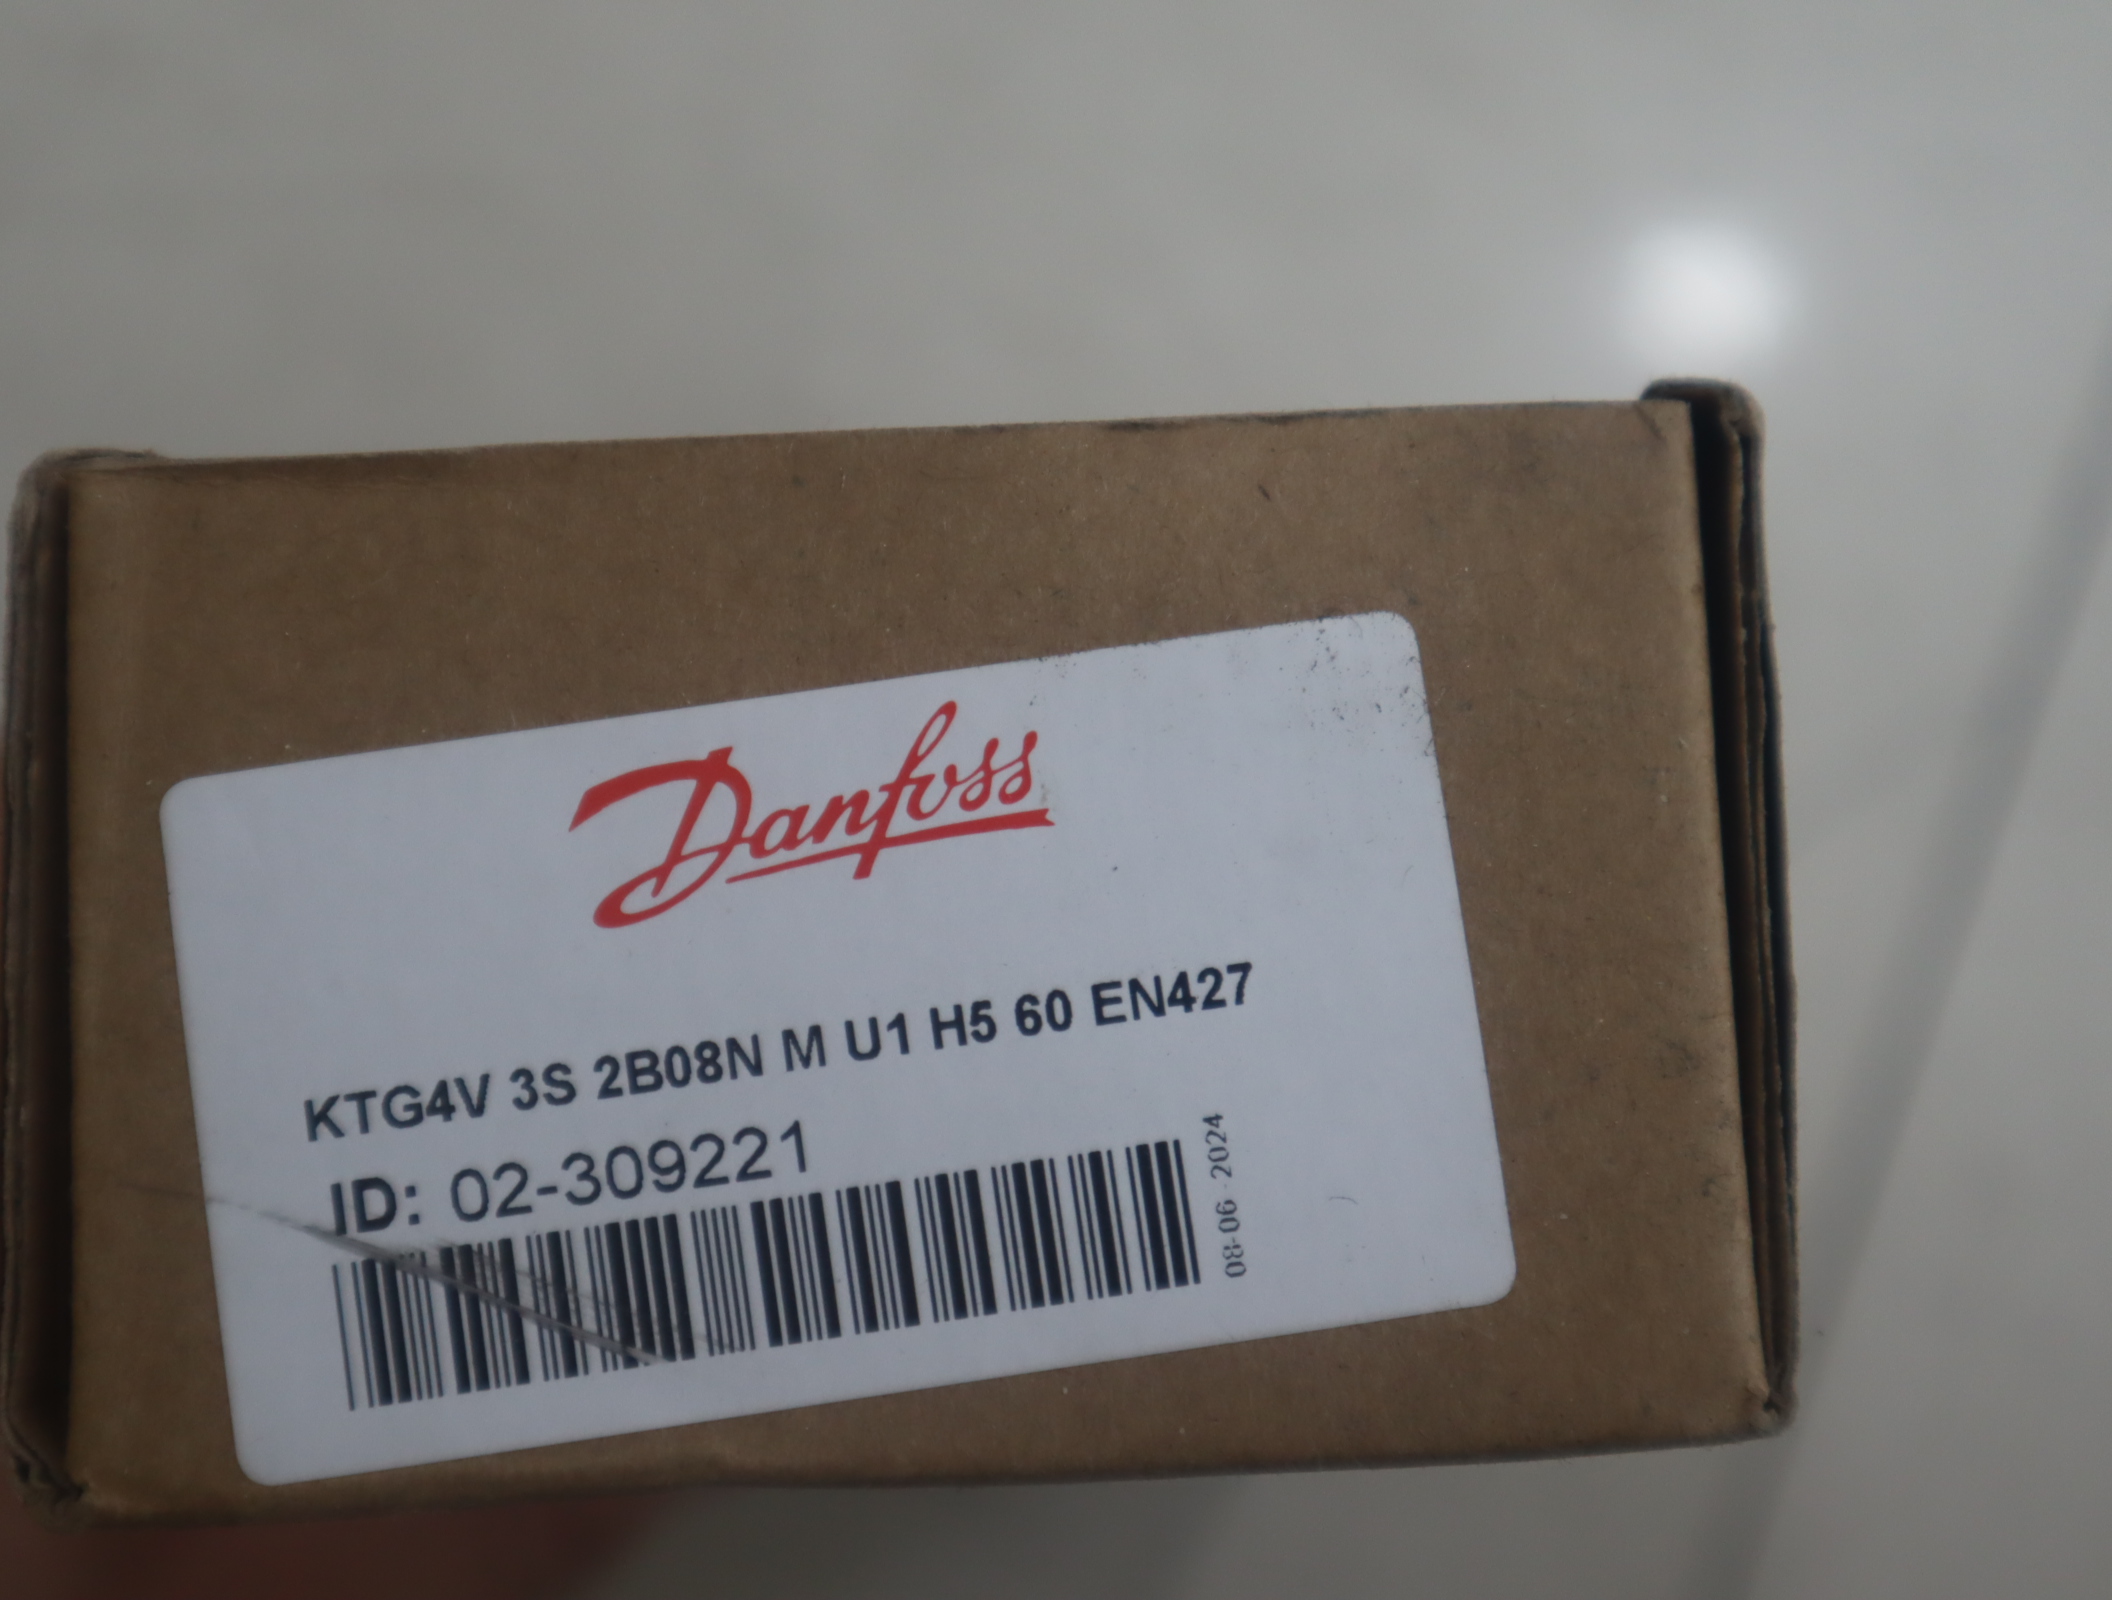 Danfoss
KTG4V 3S 2B08N M U1 H5 60 EN427
ID: 02-309221
08-06-2024